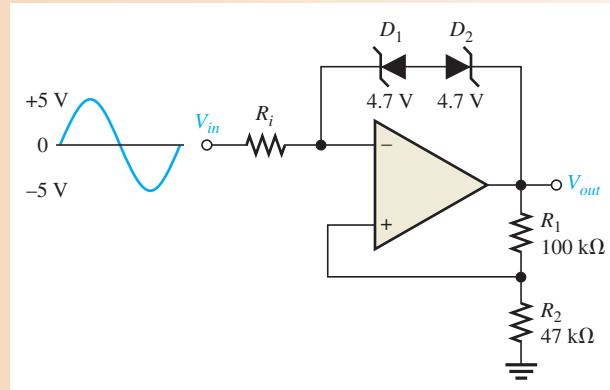 D1 D2
4.7 V 4.7 V
+5 V
0
–5 V
Vin
Ri
–
+
Vout
R1
100 kΩ
R2
47 kΩ